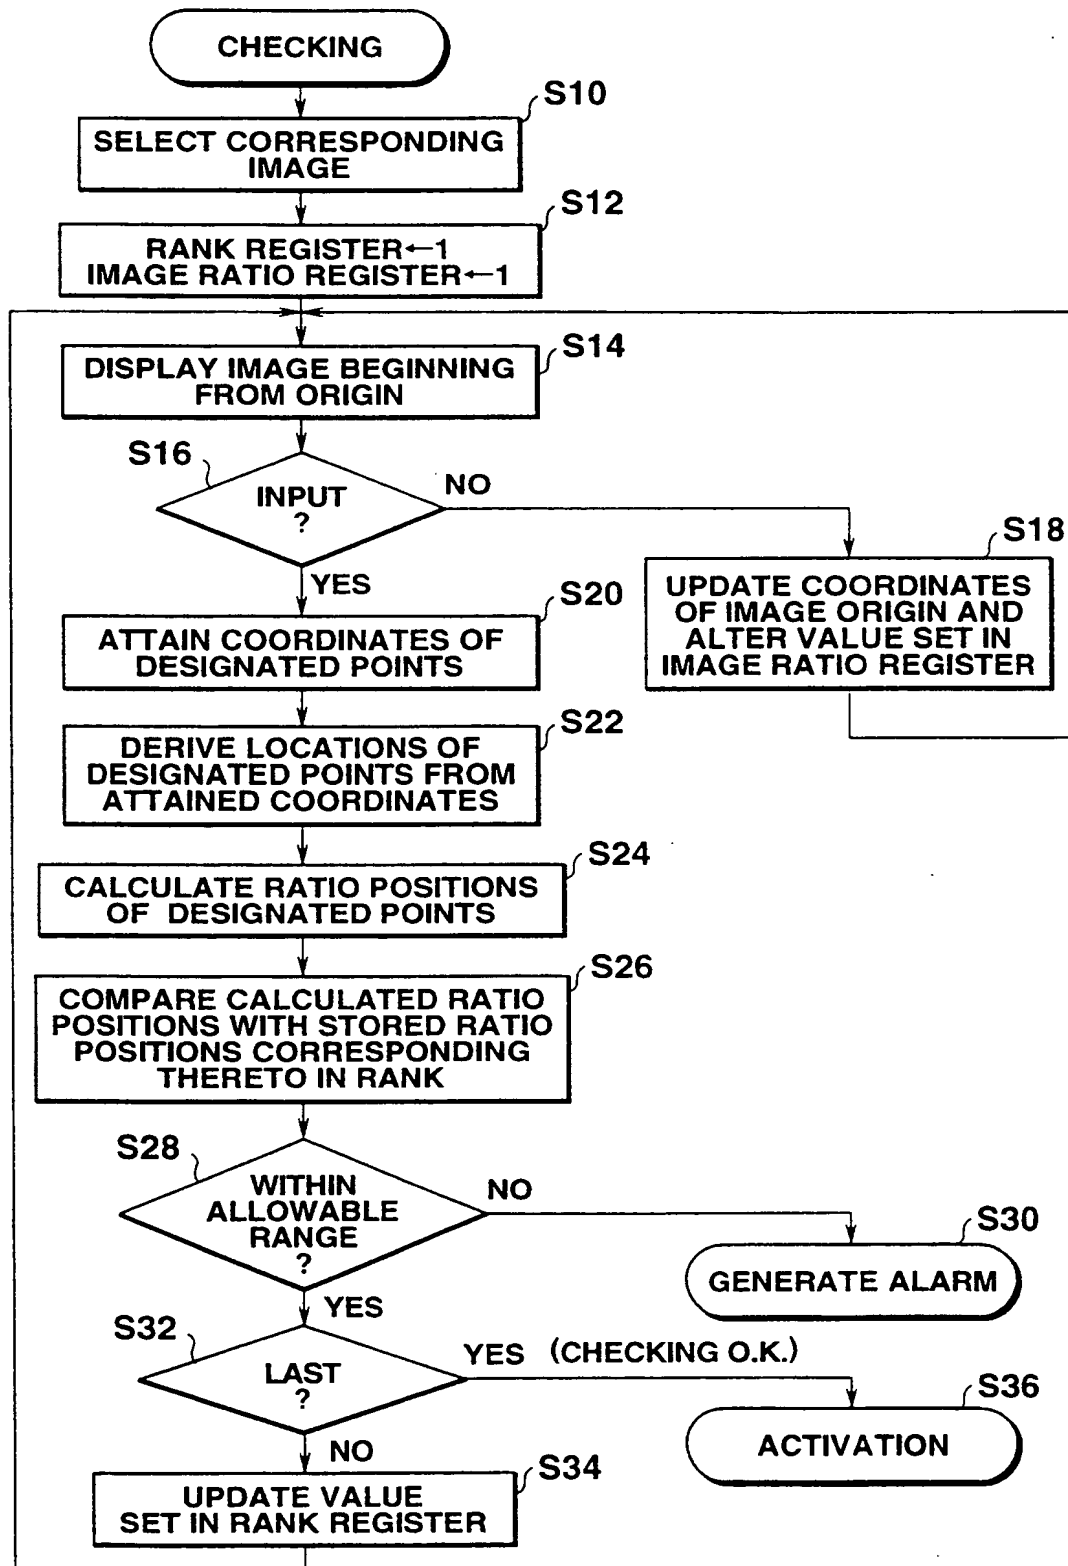 CHECKING
S10
SELECT CORRESPONDING
IMAGE
S12
RANK REGISTER←1
IMAGE RATIO REGISTER←1
S14
DISPLAY IMAGE BEGINNING
FROM ORIGIN
S16
INPUT
?
NO
YES
S18
UPDATE COORDINATES
OF IMAGE ORIGIN AND
ALTER VALUE SET IN
IMAGE RATIO REGISTER
S20
ATTAIN COORDINATES OF
DESIGNATED POINTS
S22
DERIVE LOCATIONS OF
DESIGNATED POINTS FROM
ATTAINED COORDINATES
S24
CALCULATE RATIO POSITIONS
OF DESIGNATED POINTS
S26
COMPARE CALCULATED RATIO
POSITIONS WITH STORED RATIO
POSITIONS CORRESPONDING
THERETO IN RANK
S28
WITHIN
ALLOWABLE
RANGE
?
NO
YES
S30
GENERATE ALARM
S32
LAST
?
YES (CHECKING O.K.)
NO
S36
ACTIVATION
S34
UPDATE VALUE
SET IN RANK REGISTER